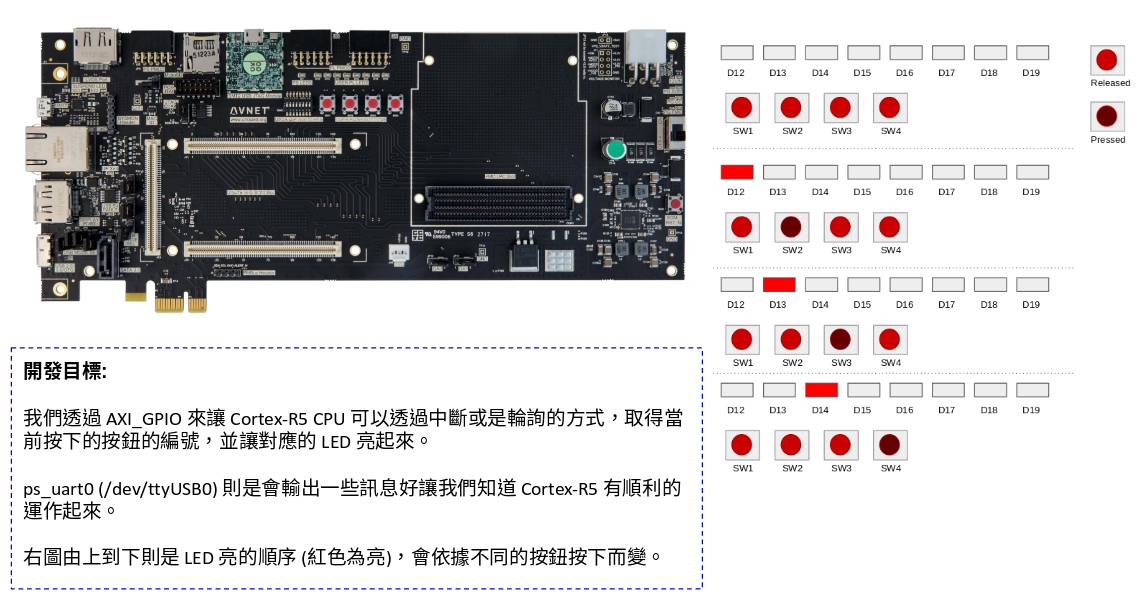 AVNET
D12 D13 D14 D15 D16 D17 D18 D19
SW1 SW2 SW3 SW4
Released
Pressed
D12 D13 D14 D15 D16 D17 D18 D19
SW1 SW2 SW3 SW4
D12 D13 D14 D15 D16 D17 D18 D19
SW1 SW2 SW3 SW4
D12 D13 D14 D15 D16 D17 D18 D19
SW1 SW2 SW3 SW4
開發目標:
我們透過 AXI_GPIO 來讓 Cortex-R5 CPU 可以透過中斷或是輪詢的方式，取得當
前按下的按鈕的編號，並讓對應的 LED 亮起來。
ps_uart0 (/dev/ttyUSB0) 則是會輸出一些訊息好讓我們知道 Cortex-R5 有順利的
運作起來。
右圖由上到下則是 LED 亮的順序 (紅色為亮)，會依據不同的按鈕按下而變。